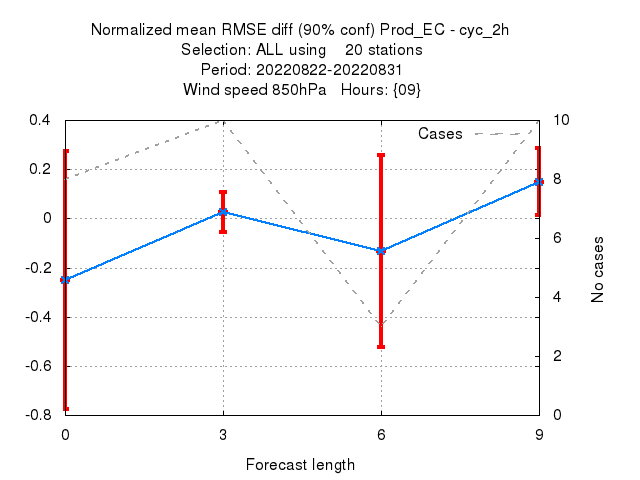 Normalized mean RMSE diff (90% conf) Prod_EC - cyc_2h
Selection: ALL using 20 stations
Period: 20220822-20220831
Wind speed 850hPa Hours: {09}
0.4
0.2
0
-0.2
-0.4
-0.6
-0.8
Cases
10
8
6
4
2
0
No cases
0 3 6 9
Forecast length